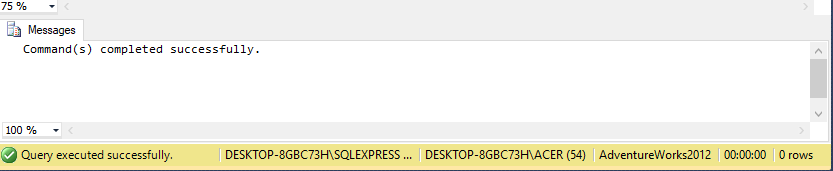 75 %
Messages
Command(s) completed successfully.
100 %
Query executed successfully. DESKTOP-8GBC73H\SQLEXPRESS ... DESKTOP-8GBC73H\ACER (54) AdventureWorks2012 00:00:00 0 rows